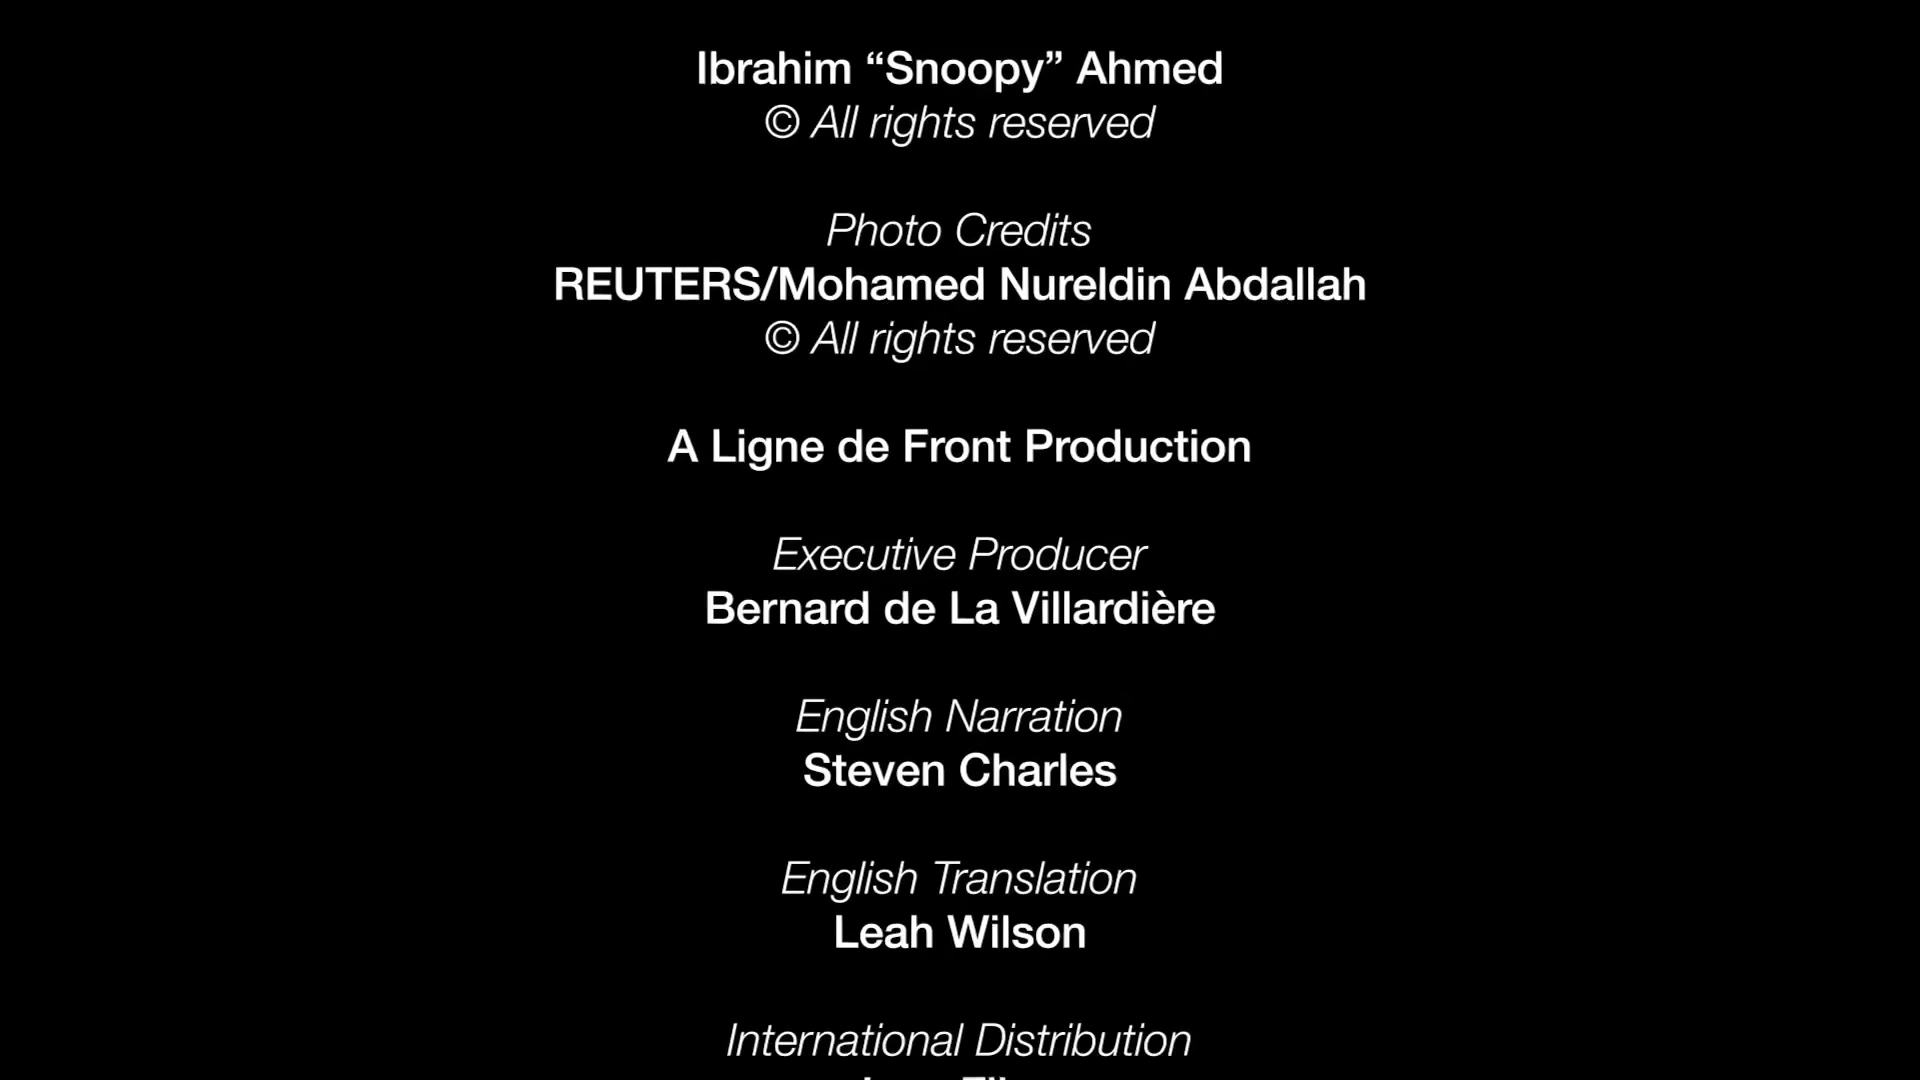 Ibrahim “Snoopy” Ahmed
© All rights reserved
Photo Credits
REUTERS/Mohamed Nureldin Abdallah
© All rights reserved
A Ligne de Front Production
Executive Producer
Bernard de La Villardière
English Narration
Steven Charles
English Translation
Leah Wilson
International Distribution